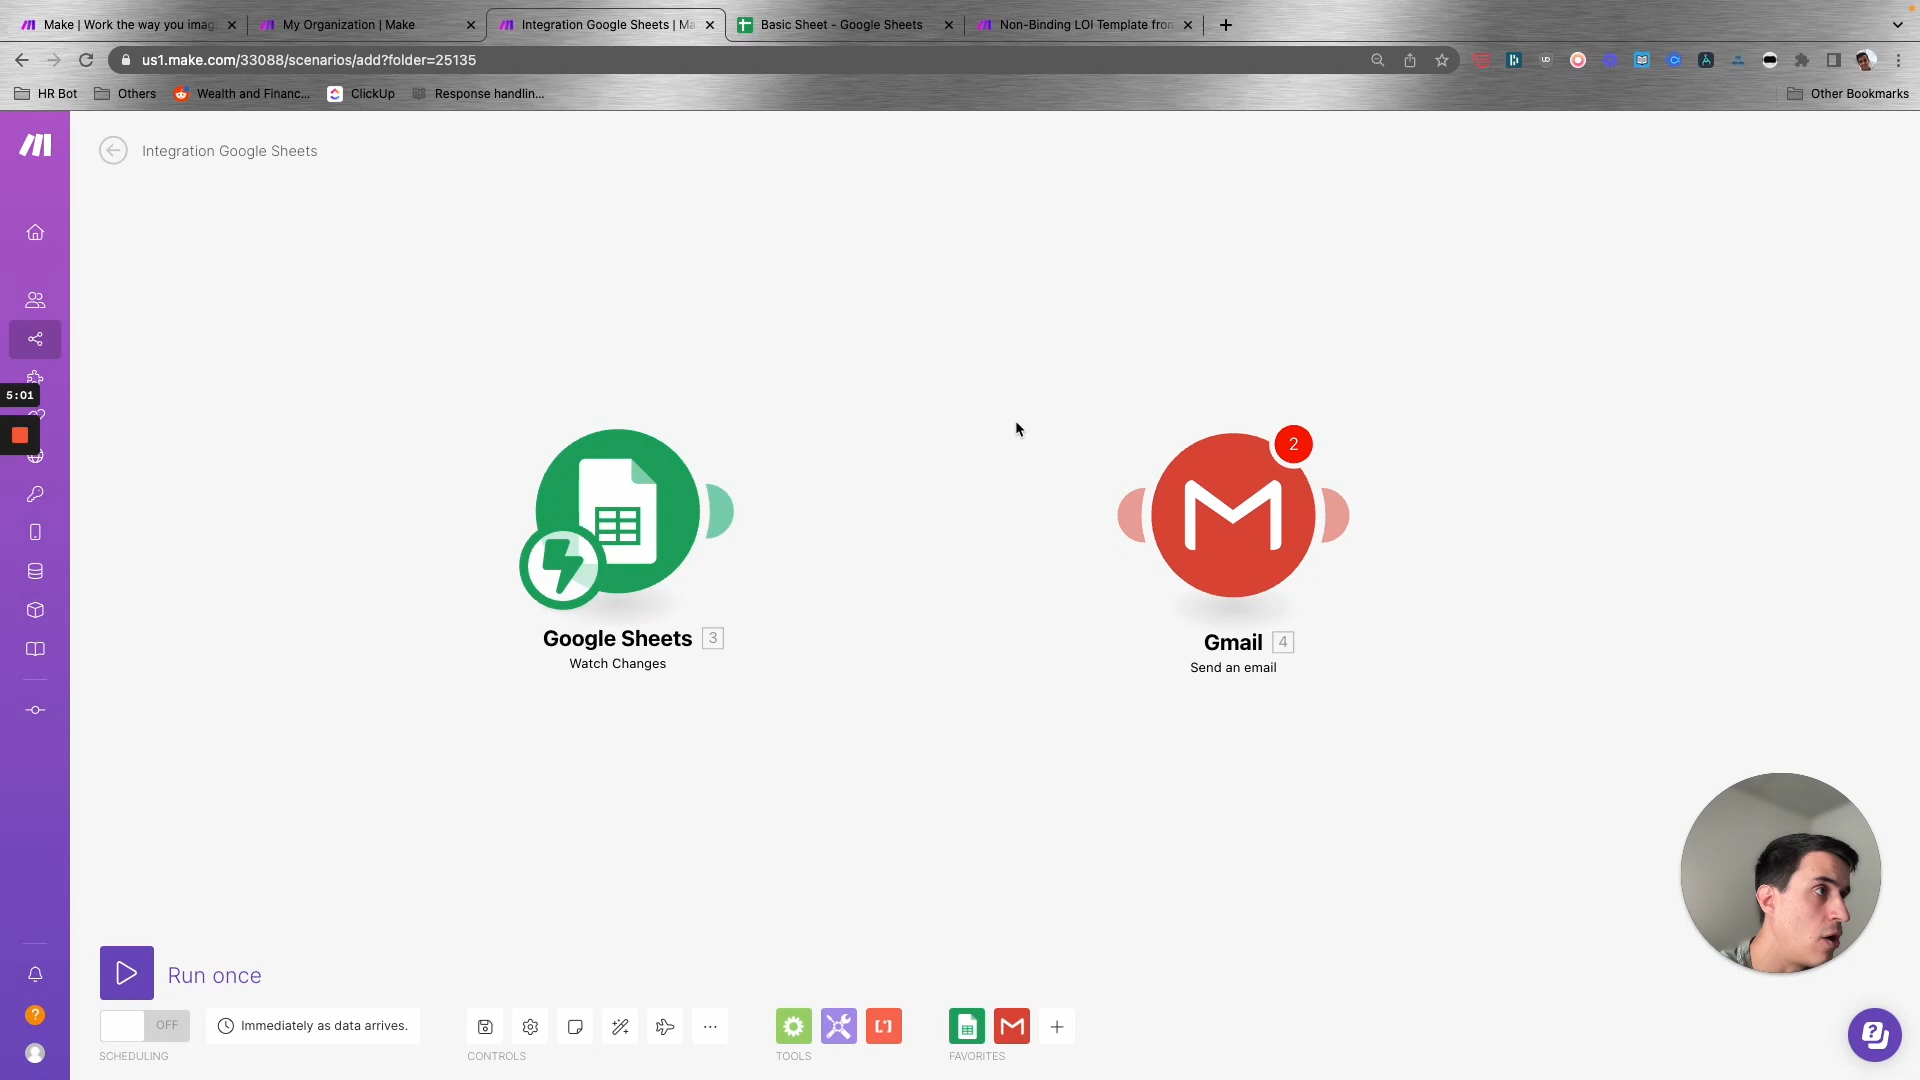 Make | Work the way you imag
My Organization | Make
Integration Google Sheets | Ma
Basic Sheet - Google Sheets
Non-Binding LOI Template from
us1.make.com/33088/scenarios/add?folder=25135
HR Bot
Others
Wealth and Financ...
ClickUp
Response handlin...
Other Bookmarks
Integration Google Sheets
5:01
2
Google Sheets 3
Watch Changes
Gmail 4
Send an email
Run once
OFF
Immediately as data arrives.
SCHEDULING
CONTROLS
TOOLS
FAVORITES